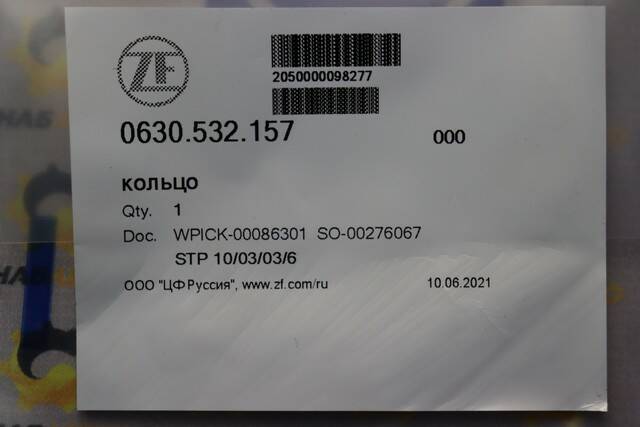 ZF
2050000098277
0630.532.157 000
КОЛЬЦО
Qty. 1
Doc. WPICK-00086301 SO-00276067
STP 10/03/03/6
ООО "ЦФ Руссия", www.zf.com/ru 10.06.2021